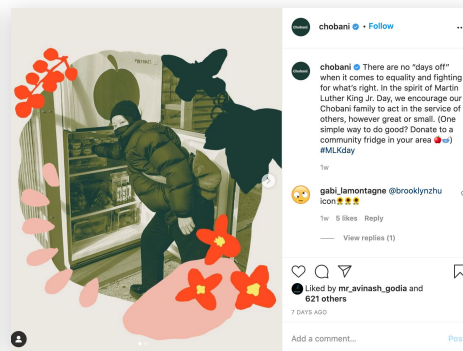 chobani • Follow
chobani There are no "days off"
when it comes to equality and fighting
for what's right. In the spirit of Martin
Luther King Jr. Day, we encourage our
Chobani family to act in the service of
others, however great or small. (One
simple way to do good? Donate to a
community fridge in your area 🍎🥣)
#MLKday
1w
gabi_lamontagne @brooklynzhu
icon🌻🌻🌻
1w 5 likes Reply
View replies (1)
Liked by mr_avinash_godia and
621 others
7 DAYS AGO
Add a comment...
Pos